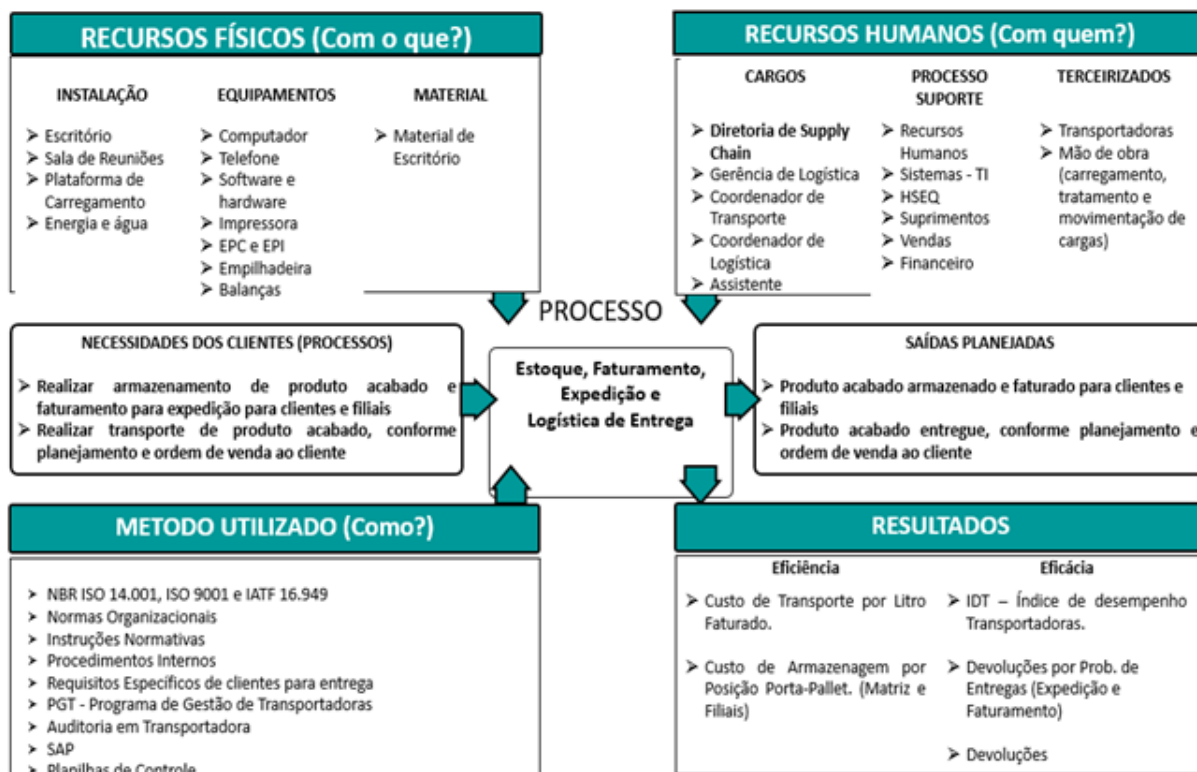 RECURSOS FÍSICOS (Com o que?)
INSTALAÇÃO
➢ Escritório
➢ Sala de Reuniões
➢ Plataforma de
Carregamento
➢ Energia e água
EQUIPAMENTOS
➢ Computador
➢ Telefone
➢ Software e
hardware
➢ Impressora
➢ EPC e EPI
➢ Empilhadeira
➢ Balanças
MATERIAL
➢ Material de
Escritório
RECURSOS HUMANOS (Com quem?)
CARGOS
➢ Diretoria de Supply
Chain
➢ Gerência de Logística
➢ Coordenador de
Transporte
➢ Coordenador de
Logística
➢ Assistente
PROCESSO
SUPORTE
➢ Recursos
Humanos
➢ Sistemas - TI
➢ HSEQ
➢ Suprimentos
➢ Vendas
➢ Financeiro
TERCEIRIZADOS
➢ Transportadoras
➢ Mão de obra
(carregamento,
tratamento e
movimentação de
cargas)
PROCESSO
NECESSIDADES DOS CLIENTES (PROCESSOS)
➢ Realizar armazenamento de produto acabado e
faturamento para expedição para clientes e filiais
➢ Realizar transporte de produto acabado, conforme
planejamento e ordem de venda ao cliente
Estoque, Faturamento,
Expedição e
Logística de Entrega
SAÍDAS PLANEJADAS
➢ Produto acabado armazenado e faturado para clientes e
filiais
➢ Produto acabado entregue, conforme planejamento e
ordem de venda ao cliente
METODO UTILIZADO (Como?)
➢ NBR ISO 14.001, ISO 9001 e IATF 16.949
➢ Normas Organizacionais
➢ Instruções Normativas
➢ Procedimentos Internos
➢ Requisitos Específicos de clientes para entrega
➢ PGT - Programa de Gestão de Transportadoras
➢ Auditoria em Transportadora
➢ SAP
➢ Planilhas de Controle
RESULTADOS
Eficiência
➢ Custo de Transporte por Litro
Faturado.
➢ Custo de Armazenagem por
Posição Porta-Pallet. (Matriz e
Filiais)
Eficácia
➢ IDT – Índice de desempenho
Transportadoras.
➢ Devoluções por Prob. de
Entregas (Expedição e
Faturamento)
➢ Devoluções